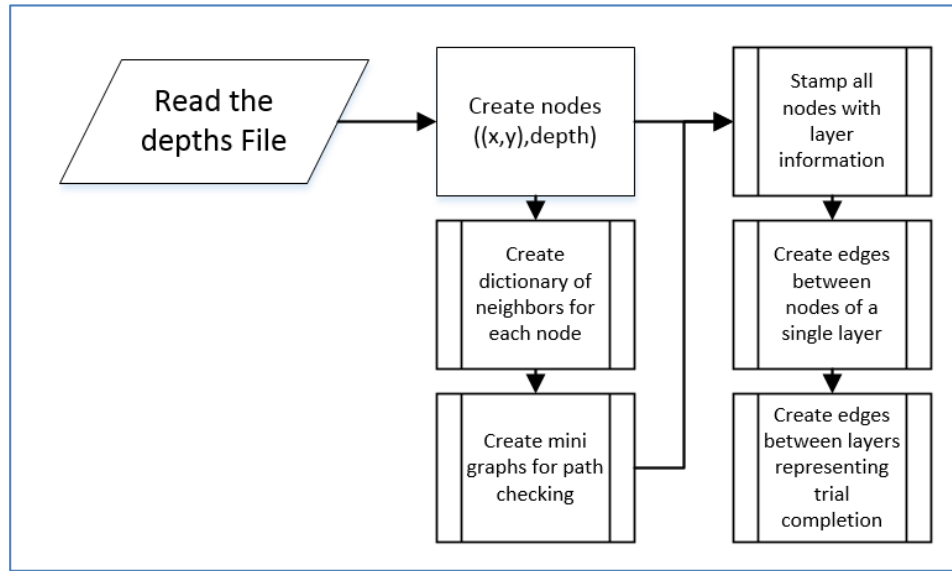 Read the
depths File
Create nodes
((x,y),depth)
Create
dictionary of
neighbors for
each node
Create mini
graphs for path
checking
Stamp all
nodes with
layer
information
Create edges
between
nodes of a
single layer
Create edges
between layers
representing
trial
completion